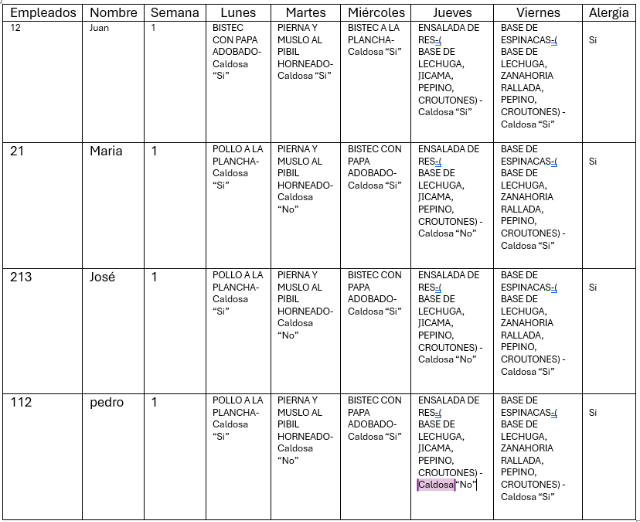 Empleados Nombre Semana Lunes Martes Miércoles Jueves Viernes Alergia
12 Juan 1 BISTEC PIERNA Y BISTEC A LA ENSALADA DE BASE DE Si
CON PAPA MUSLO AL PLANCHA- RES-( ESPINACAS-(
ADOBADO- PIBIL Caldosa “Si” BASE DE BASE DE
Caldosa HORNEADO- LECHUGA, LECHUGA,
“Si” Caldosa “Si” JICAMA, ZANAHORIA
PEPINO, RALLADA,
CROUTONES) - PEPINO,
Caldosa “Si” CROUTONES) -
Caldosa “Si”
21 Maria 1 POLLO A LA PIERNA Y BISTEC CON ENSALADA DE BASE DE Si
PLANCHA- MUSLO AL PAPA RES-( ESPINACAS-(
Caldosa PIBIL ADOBADO- BASE DE BASE DE
“Si” HORNEADO- Caldosa “Si” LECHUGA, LECHUGA,
Caldosa JICAMA, ZANAHORIA
“No” PEPINO, RALLADA,
CROUTONES) - PEPINO,
Caldosa “No” CROUTONES) -
Caldosa “Si”
213 José 1 POLLO A LA PIERNA Y BISTEC CON ENSALADA DE BASE DE Si
PLANCHA- MUSLO AL PAPA RES-( ESPINACAS-(
Caldosa PIBIL ADOBADO- BASE DE BASE DE
“Si” HORNEADO- Caldosa “Si” LECHUGA, LECHUGA,
Caldosa JICAMA, ZANAHORIA
“No” PEPINO, RALLADA,
CROUTONES) - PEPINO,
Caldosa “No” CROUTONES) -
Caldosa “Si”
112 pedro 1 POLLO A LA PIERNA Y BISTEC CON ENSALADA DE BASE DE Si
PLANCHA- MUSLO AL PAPA RES-( ESPINACAS-(
Caldosa PIBIL ADOBADO- BASE DE BASE DE
“Si” HORNEADO- Caldosa “Si” LECHUGA, LECHUGA,
Caldosa JICAMA, ZANAHORIA
“No” PEPINO, RALLADA,
CROUTONES) - PEPINO,
Caldosa “No” CROUTONES) -
Caldosa “Si”